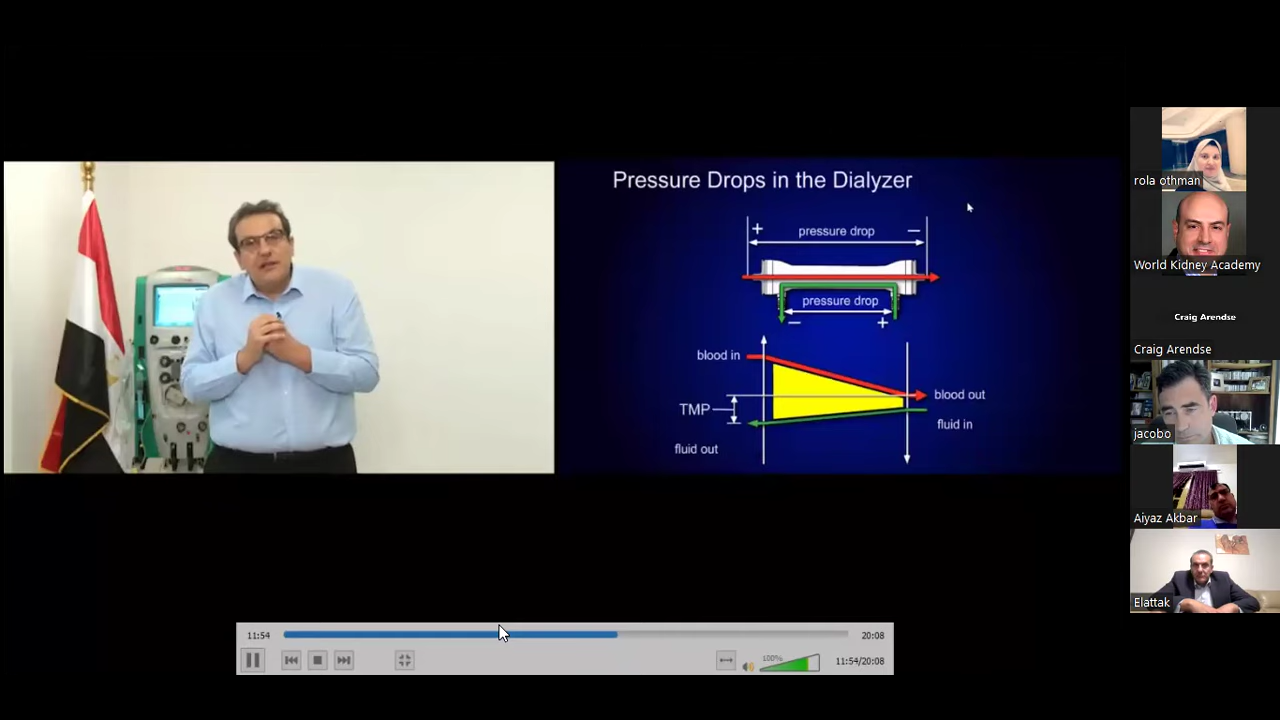 Pressure Drops in the Dialyzer
+
pressure drop
−
pressure drop
−
+
blood in
blood out
TMP
fluid in
fluid out
rola othman
World Kidney Academy
Craig Arendse
Craig Arendse
jacobo
Aiyaz Akbar
Elattak
11:54
20:08
100%
11:54/20:08